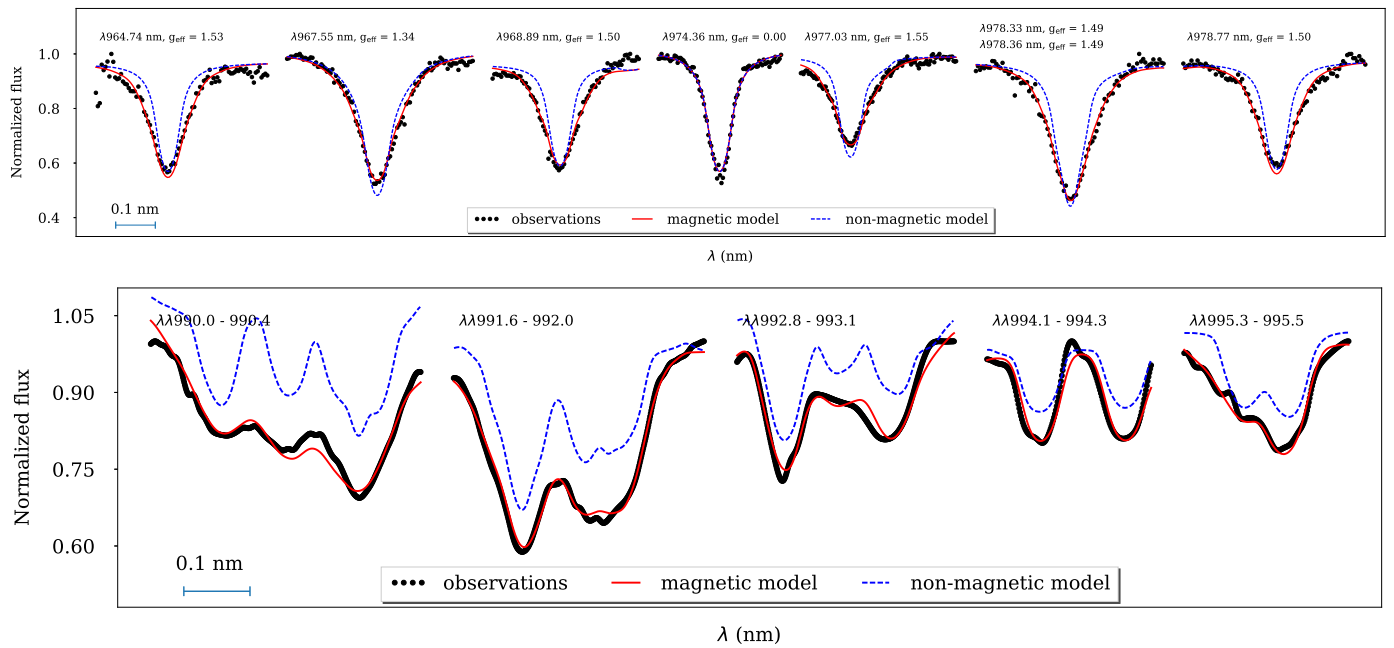 λ964.74 nm, g_eff = 1.53
λ967.55 nm, g_eff = 1.34
λ968.89 nm, g_eff = 1.50
λ974.36 nm, g_eff = 0.00
λ977.03 nm, g_eff = 1.55
λ978.33 nm, g_eff = 1.49
λ978.36 nm, g_eff = 1.49
λ978.77 nm, g_eff = 1.50
Normalized flux
1.0
0.8
0.6
0.4
0.1 nm
observations magnetic model non-magnetic model
λ (nm)
λλ990.0 - 990.4
λλ991.6 - 992.0
λλ992.8 - 993.1
λλ994.1 - 994.3
λλ995.3 - 995.5
Normalized flux
1.05
0.90
0.75
0.60
0.1 nm
observations magnetic model non-magnetic model
λ (nm)